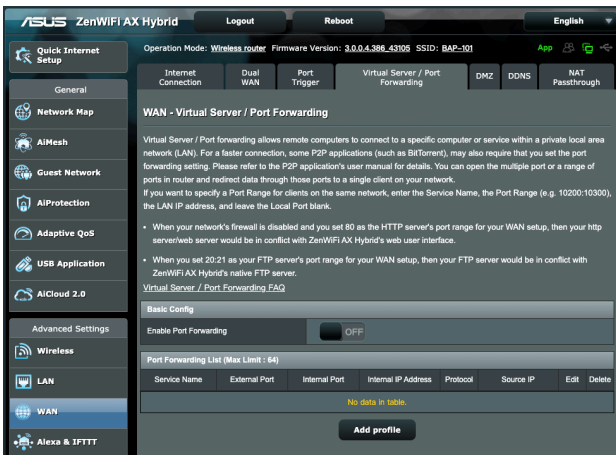 ASUS ZenWiFi AX Hybrid Logout Reboot English
Quick Internet Setup
Operation Mode: Wireless router Firmware Version: 3.0.0.4.386_43105 SSID: BAP-101 App
General
Network Map
AiMesh
Guest Network
AiProtection
Adaptive QoS
USB Application
AiCloud 2.0
Advanced Settings
Wireless
LAN
WAN
Alexa & IFTTT
Internet Connection
Dual WAN
Port Trigger
Virtual Server / Port Forwarding
DMZ
DDNS
NAT Passthrough
WAN - Virtual Server / Port Forwarding
Virtual Server / Port forwarding allows remote computers to connect to a specific computer or service within a private local area
network (LAN). For a faster connection, some P2P applications (such as BitTorrent), may also require that you set the port
forwarding setting. Please refer to the P2P application's user manual for details. You can open the multiple port or a range of
ports in router and redirect data through those ports to a single client on your network.
If you want to specify a Port Range for clients on the same network, enter the Service Name, the Port Range (e.g. 10200:10300),
the LAN IP address, and leave the Local Port blank.
• When your network's firewall is disabled and you set 80 as the HTTP server's port range for your WAN setup, then your http
server/web server would be in conflict with ZenWiFi AX Hybrid's web user interface.
• When you set 20:21 as your FTP server's port range for your WAN setup, then your FTP server would be in conflict with
ZenWiFi AX Hybrid's native FTP server.
Virtual Server / Port Forwarding FAQ
Basic Config
Enable Port Forwarding OFF
Port Forwarding List (Max Limit : 64)
Service Name External Port Internal Port Internal IP Address Protocol Source IP Edit Delete
No data in table.
Add profile